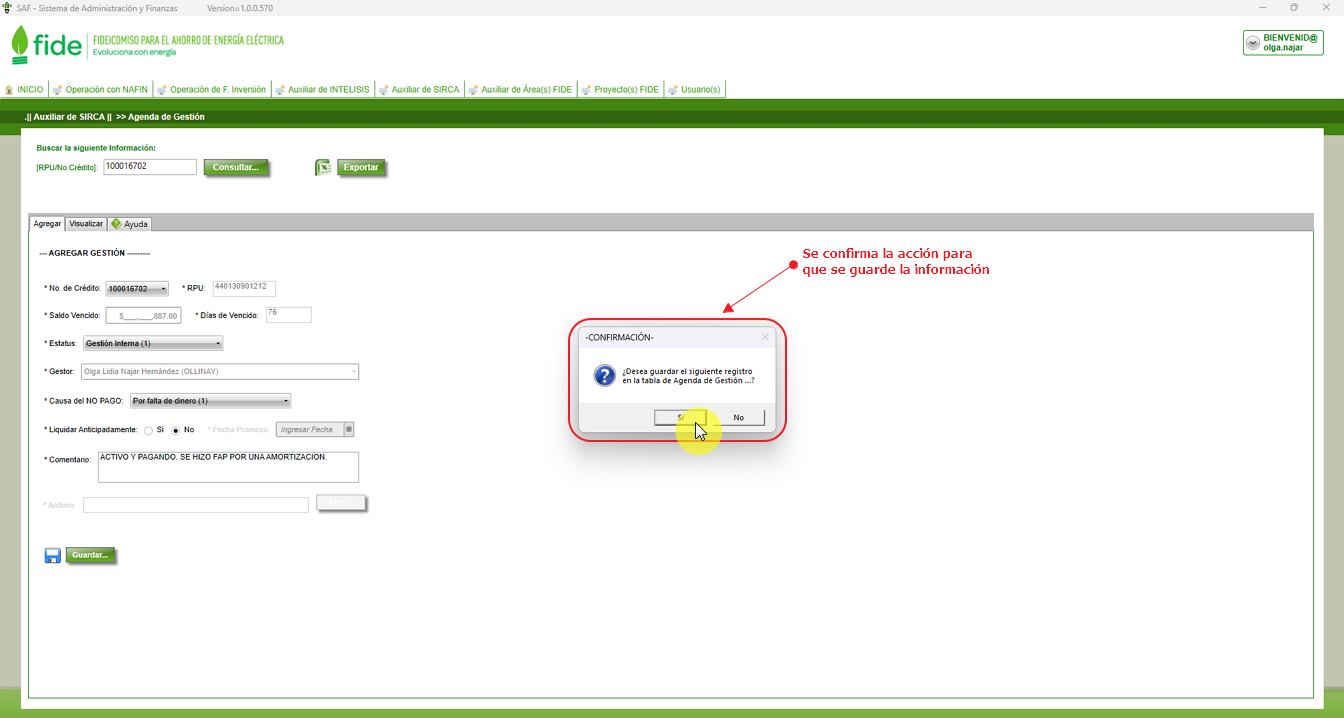 SAF - Sistema de Administración y Finanzas Version=1.0.0.570
fide
FIDEICOMISO PARA EL AHORRO DE ENERGÍA ELÉCTRICA
Evoluciona con energía
BIENVENID@
olga.najar
INICIO Operación con NAFIN Operación de F. Inversión Auxiliar de INTELISIS Auxiliar de SIRCA Auxiliar de Área(s) FIDE Proyecto(s) FIDE Usuario(s)
.|| Auxiliar de SIRCA || >> Agenda de Gestión
Buscar la siguiente Información:
[RPU/No.Crédito]: 100016702 Consultar... Exportar
Agregar Visualizar Ayuda
--- AGREGAR GESTIÓN ---------
Se confirma la acción para
que se guarde la información
* No. de Crédito: 100016702 * RPU: 440130901212
* Saldo Vencido: $___,___,887.00 * Días de Vencido: 76
* Estatus: Gestión Interna (1)
* Gestor: Olga Lidia Najar Hernández (OLLINAY)
* Causa del NO PAGO: Por falta de dinero (1)
* Liquidar Anticipadamente: Si No * Fecha Promesa: Ingresar Fecha
* Comentario: ACTIVO Y PAGANDO. SE HIZO FAP POR UNA AMORTIZACION.
* Archivo:
Guardar...
-CONFIRMACIÓN-
¿Desea guardar el siguiente registro
en la tabla de Agenda de Gestión ...?
Sí No